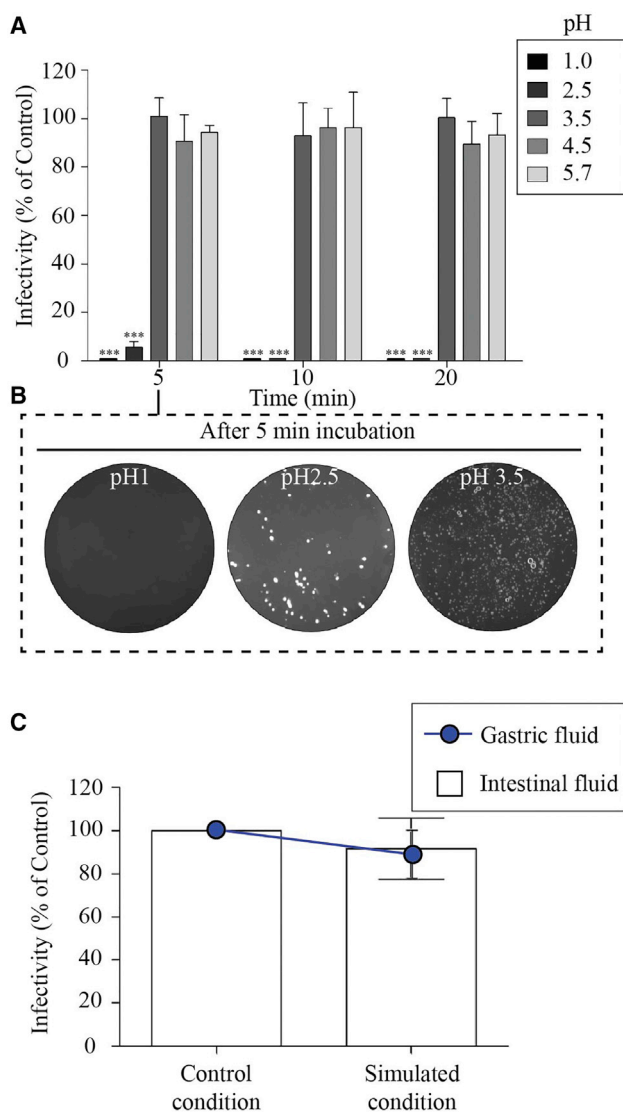 A
pH
1.0
2.5
3.5
4.5
5.7
Infectivity (% of Control)
120
100
80
60
40
20
0
*** *** *** *** *** ***
5 10 20
Time (min)
B
After 5 min incubation
pH1 pH2.5 pH 3.5
C
Gastric fluid
Intestinal fluid
Infectivity (% of Control)
120
100
80
60
40
20
0
Control condition
Simulated condition